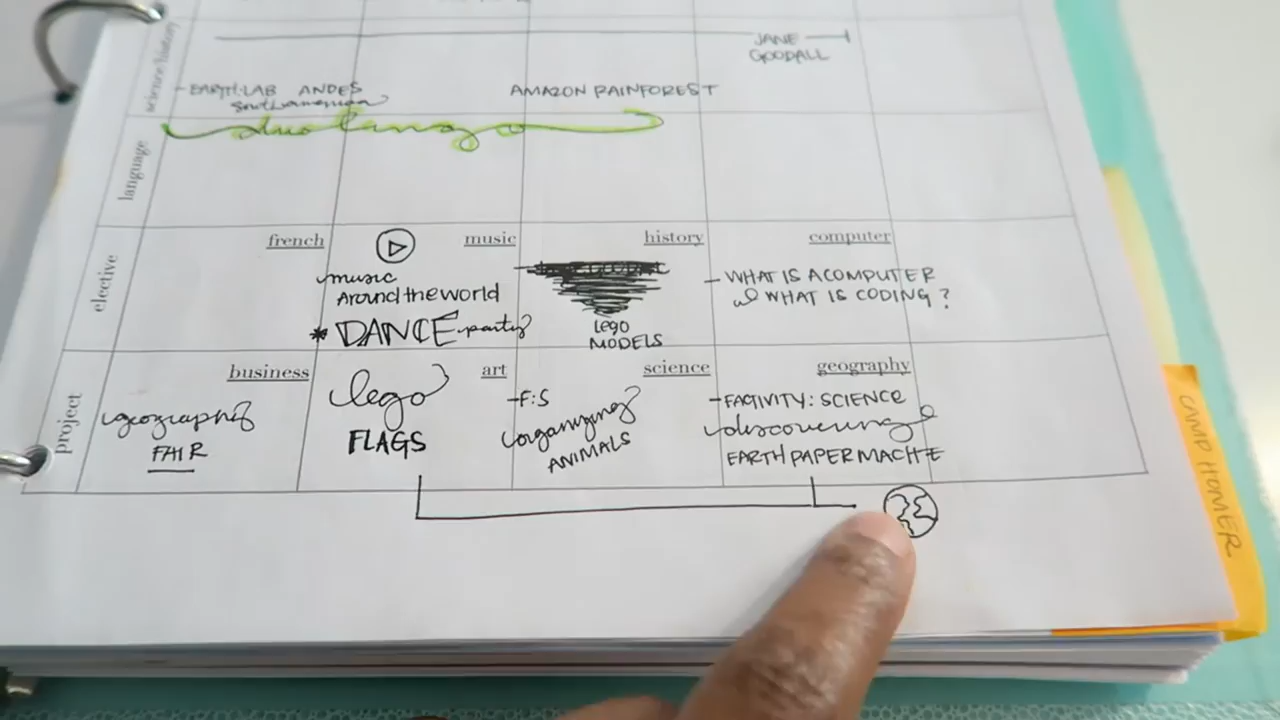 JANE
GOODALL
science/history
EARTH LAB ANDES
southamerica
AMAZON RAINFOREST
duolingo
language
elective
french
music
history
computer
music
around the world
* DANCE party
lego
MODELS
WHAT IS A COMPUTER
WHAT IS CODING?
project
business
art
science
geography
geography
FAIR
lego
FLAGS
-F:S
organizing
ANIMALS
-FACTIVITY: SCIENCE
discovering
EARTH PAPER MACHE
CAMP HOMER